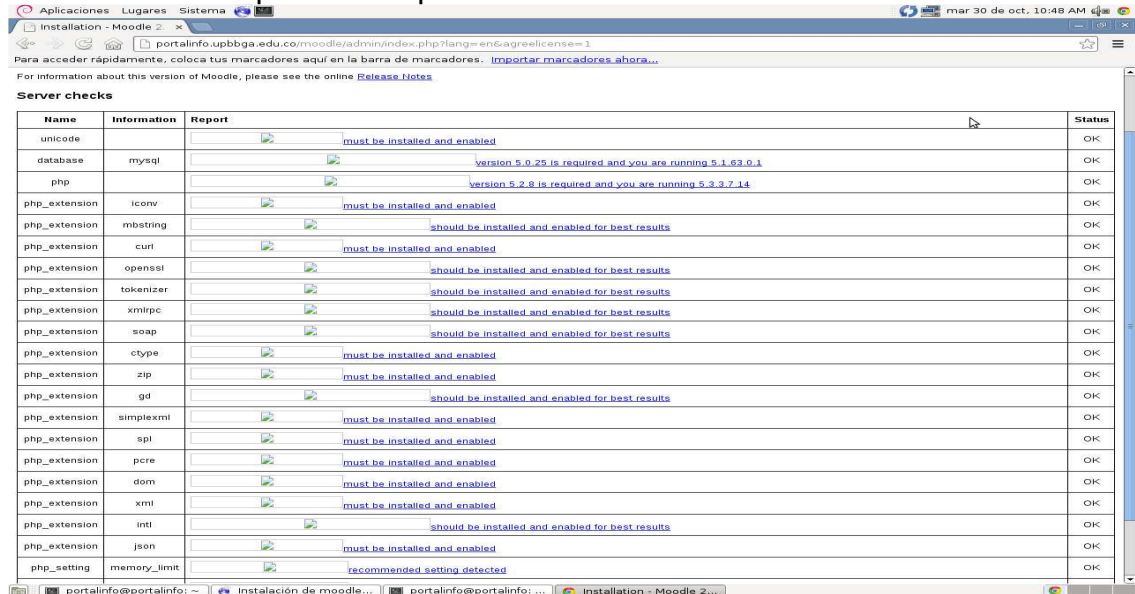 Aplicaciones Lugares Sistema mar 30 de oct, 10:48 AM
Installation - Moodle 2.
portalinfo.upbbga.edu.co/moodle/admin/index.php?lang=en&agreelicense=1
Para acceder rápidamente, coloca tus marcadores aquí en la barra de marcadores. Importar marcadores ahora...
For information about this version of Moodle, please see the online Release Notes
Server checks
Name Information Report Status
unicode must be installed and enabled OK
database mysql version 5.0.25 is required and you are running 5.1.63.0.1 OK
php version 5.2.8 is required and you are running 5.3.3.7.14 OK
php_extension iconv must be installed and enabled OK
php_extension mbstring should be installed and enabled for best results OK
php_extension curl must be installed and enabled OK
php_extension openssl should be installed and enabled for best results OK
php_extension tokenizer should be installed and enabled for best results OK
php_extension xmlrpc should be installed and enabled for best results OK
php_extension soap should be installed and enabled for best results OK
php_extension ctype must be installed and enabled OK
php_extension zip must be installed and enabled OK
php_extension gd should be installed and enabled for best results OK
php_extension simplexml must be installed and enabled OK
php_extension spl must be installed and enabled OK
php_extension pcre must be installed and enabled OK
php_extension dom must be installed and enabled OK
php_extension xml must be installed and enabled OK
php_extension intl should be installed and enabled for best results OK
php_extension json must be installed and enabled OK
php_setting memory_limit recommended setting detected OK
portalinfo@portalinfo: ~ Instalación de moodle... portalinfo@portalinfo: ... Installation - Moodle 2...